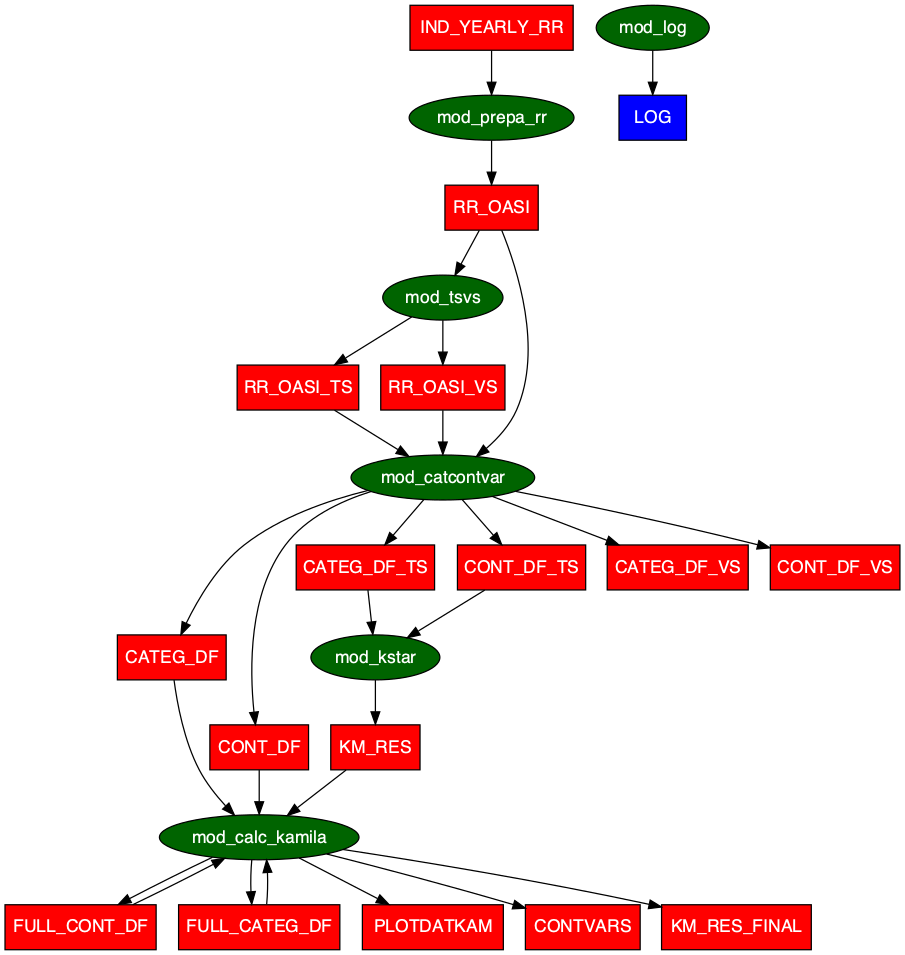 IND_YEARLY_RR
mod_log
mod_prepa_rr
LOG
RR_OASI
mod_tsvs
RR_OASI_TS
RR_OASI_VS
mod_catcontvar
CATEG_DF_TS
CONT_DF_TS
CATEG_DF_VS
CONT_DF_VS
CATEG_DF
mod_kstar
CONT_DF
KM_RES
mod_calc_kamila
FULL_CONT_DF
FULL_CATEG_DF
PLOTDATKAM
CONTVARS
KM_RES_FINAL